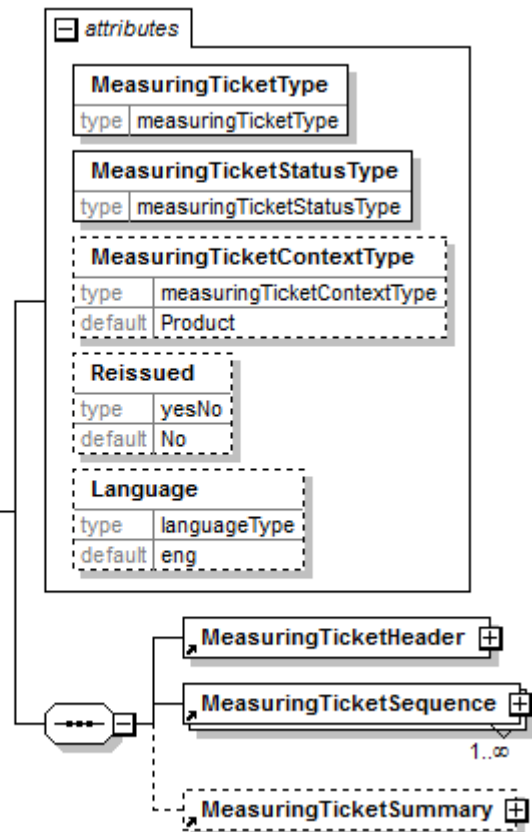 attributes
MeasuringTicketType
type measuringTicketType
MeasuringTicketStatusType
type measuringTicketStatusType
MeasuringTicketContextType
type measuringTicketContextType
default Product
Reissued
type yesNo
default No
Language
type languageType
default eng
MeasuringTicketHeader
MeasuringTicketSequence
1..∞
MeasuringTicketSummary